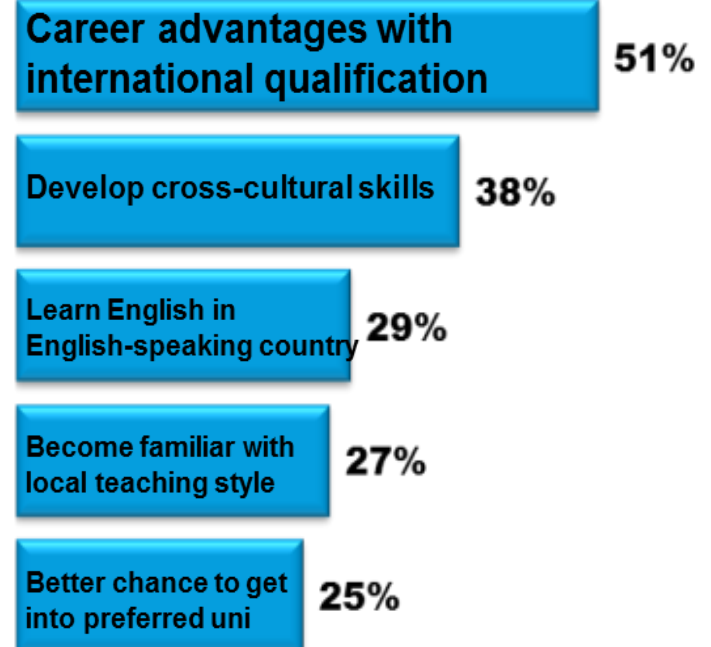 Career advantages with
international qualification
51%
Develop cross-cultural skills
38%
Learn English in
English-speaking country
29%
Become familiar with
local teaching style
27%
Better chance to get
into preferred uni
25%